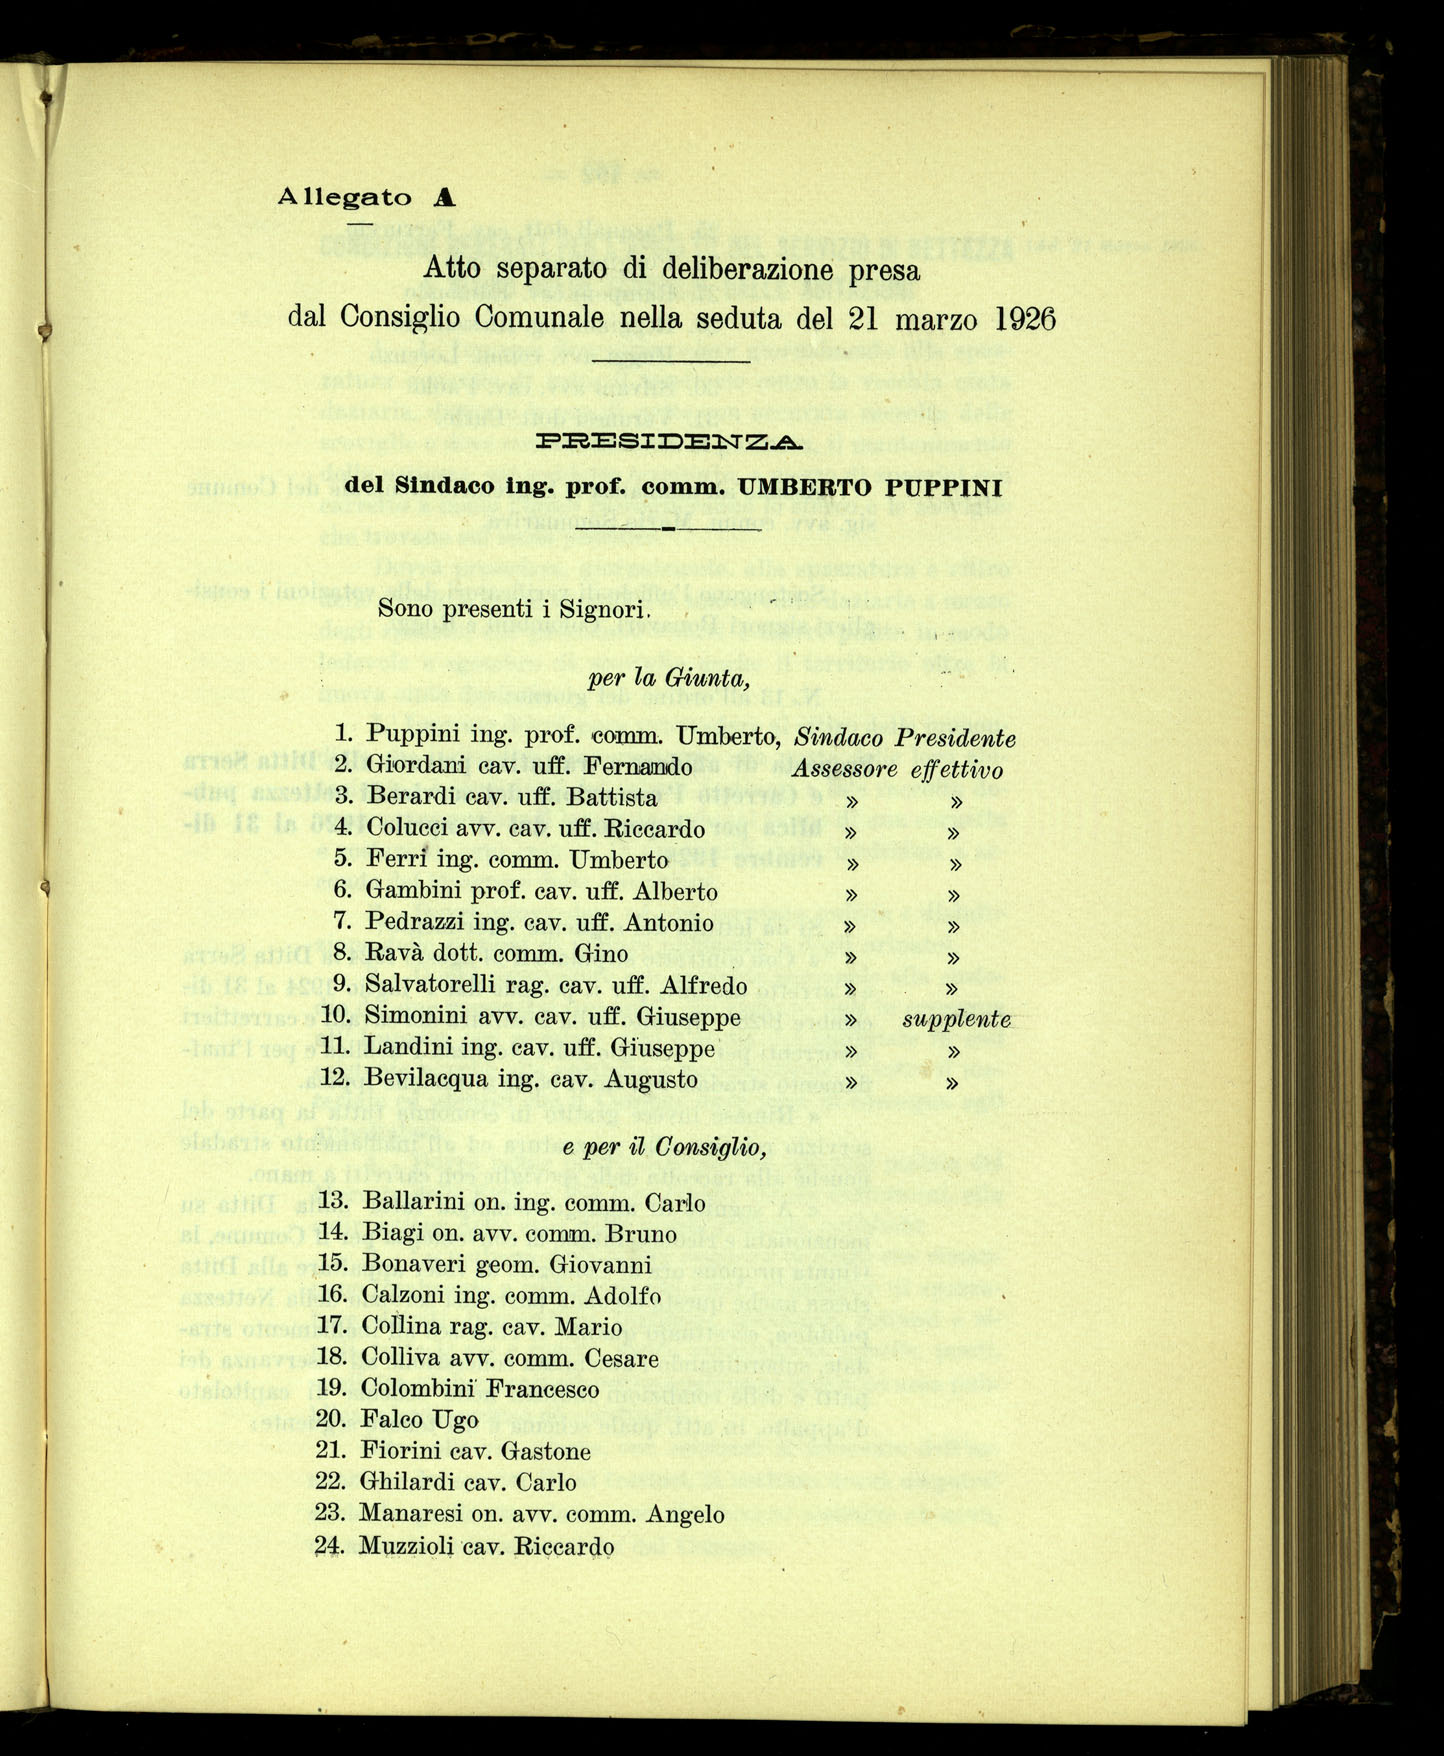 Allegato A
Atto separato di deliberazione presa
dal Consiglio Comunale nella seduta del 21 marzo 1926
PRESIDENZA
del Sindaco ing. prof. comm. UMBERTO PUPPINI
Sono presenti i Signori.
per la Giunta,
1. Puppini ing. prof. comm. Umberto, Sindaco Presidente
2. Giordani cav. uff. Fernando Assessore effettivo
3. Berardi cav. uff. Battista » »
4. Colucci avv. cav. uff. Riccardo » »
5. Ferri ing. comm. Umberto » »
6. Gambini prof. cav. uff. Alberto » »
7. Pedrazzi ing. cav. uff. Antonio » »
8. Ravà dott. comm. Gino » »
9. Salvatorelli rag. cav. uff. Alfredo » »
10. Simonini avv. cav. uff. Giuseppe » supplente
11. Landini ing. cav. uff. Giuseppe » »
12. Bevilacqua ing. cav. Augusto » »
e per il Consiglio,
13. Ballarini on. ing. comm. Carlo
14. Biagi on. avv. comm. Bruno
15. Bonaveri geom. Giovanni
16. Calzoni ing. comm. Adolfo
17. Collina rag. cav. Mario
18. Colliva avv. comm. Cesare
19. Colombini Francesco
20. Falco Ugo
21. Fiorini cav. Gastone
22. Ghilardi cav. Carlo
23. Manaresi on. avv. comm. Angelo
24. Muzzioli cav. Riccardo